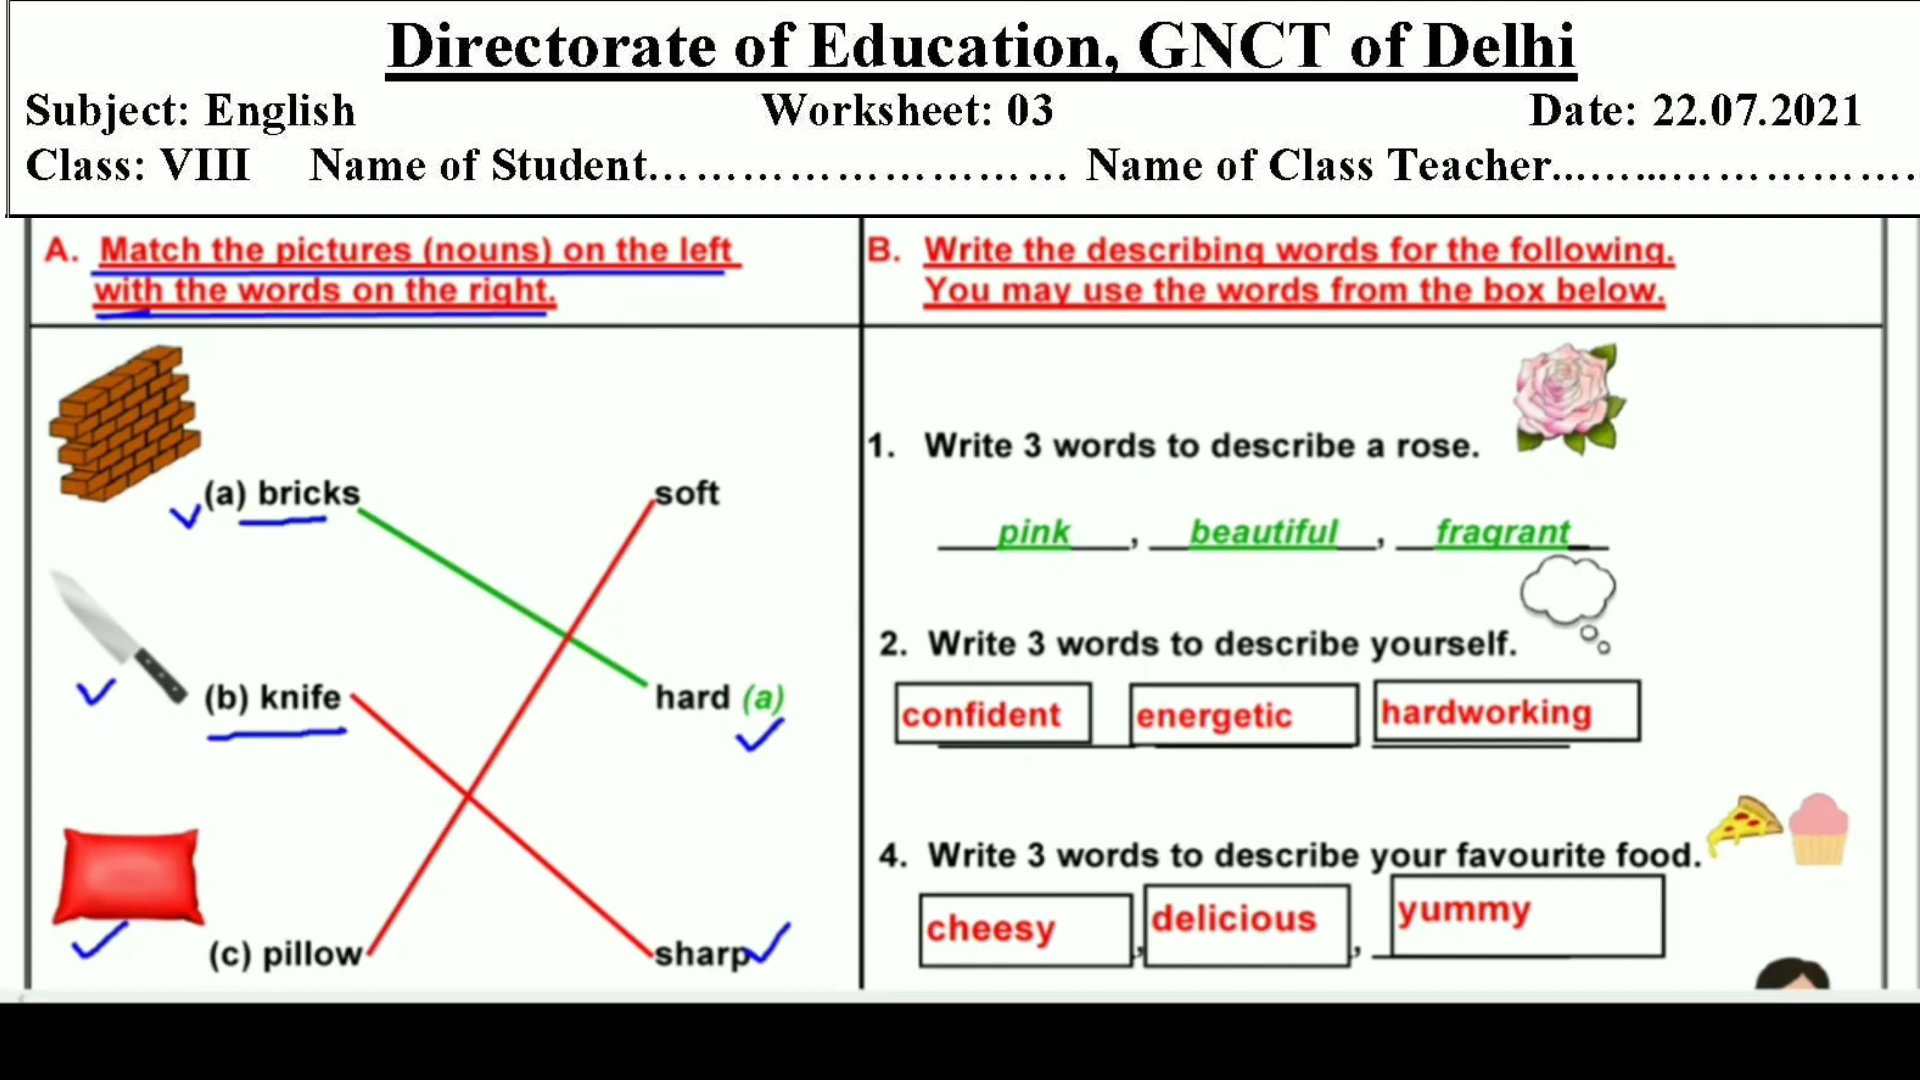 Directorate of Education, GNCT of Delhi
Subject: English Worksheet: 03 Date: 22.07.2021
Class: VIII Name of Student……………………… Name of Class Teacher...…...……………
A. Match the pictures (nouns) on the left
with the words on the right.
(a) bricks
soft
(b) knife
hard (a)
(c) pillow
sharp
B. Write the describing words for the following.
You may use the words from the box below.
1. Write 3 words to describe a rose.
pink, beautiful, fragrant
2. Write 3 words to describe yourself.
confident energetic hardworking
4. Write 3 words to describe your favourite food.
cheesy, delicious, yummy